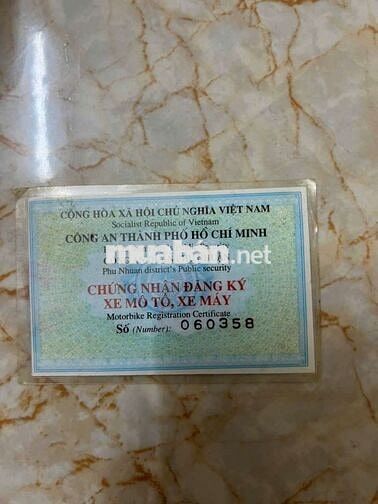 CỘNG HÒA XÃ HỘI CHỦ NGHĨA VIỆT NAM
Socialist Republic of Vietnam
CÔNG AN THÀNH PHỐ HỒ CHÍ MINH
muaban.net
Phu Nhuan district's Public security
CHỨNG NHẬN ĐĂNG KÝ
XE MÔ TÔ, XE MÁY
Motorbike Registration Certificate
Số (Number): 060358